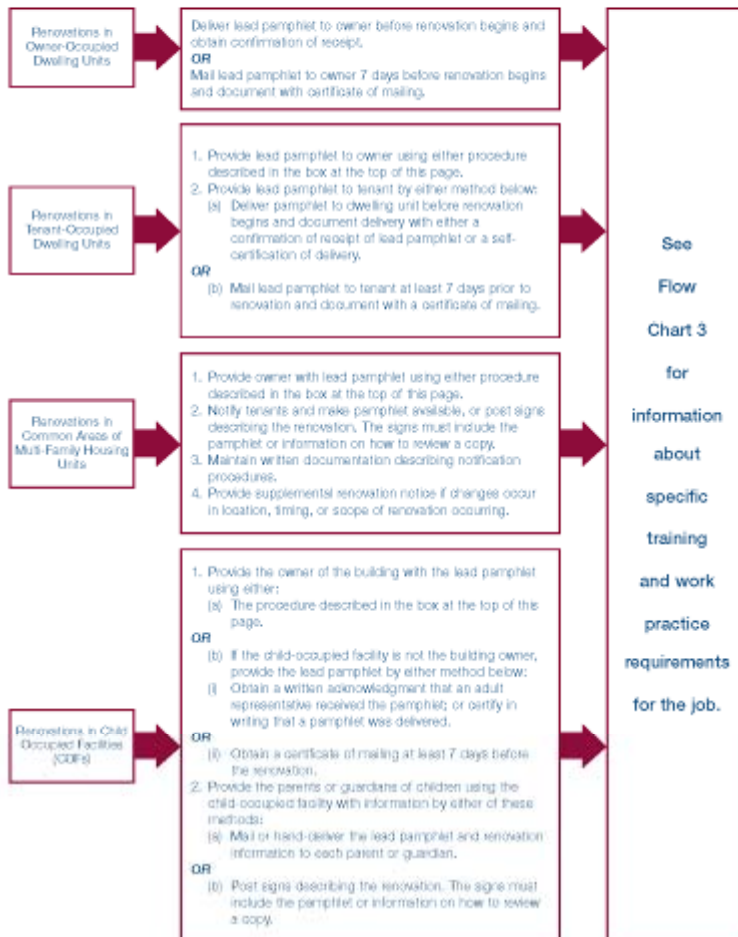 Renovations in
Owner-Occupied
Dwelling Units
Deliver lead pamphlet to owner before renovation begins and
obtain confirmation of receipt.
OR
Mail lead pamphlet to owner 7 days before renovation begins
and document with certificate of mailing.
Renovations in
Tenant-Occupied
Dwelling Units
1. Provide lead pamphlet to owner using either procedure
described in the box at the top of this page.
2. Provide lead pamphlet to tenant by either method below:
(a) Deliver pamphlet to dwelling unit before renovation
begins and document delivery with either a
confirmation of receipt of lead pamphlet or a self-
certification of delivery.
OR
(b) Mail lead pamphlet to tenant at least 7 days prior to
renovation and document with a certificate of mailing.
Renovations in
Common Areas of
Multi-Family Housing
Units
1. Provide owner with lead pamphlet using either procedure
described in the box at the top of this page.
2. Notify tenants and make pamphlet available, or post signs
describing the renovation. The signs must include the
pamphlet or information on how to review a copy.
3. Maintain written documentation describing notification
procedures.
4. Provide supplemental renovation notice if changes occur
in location, timing, or scope of renovation occurring.
Renovations in Child
Occupied Facilities
(COFs)
1. Provide the owner of the building with the lead pamphlet
using either:
(a) The procedure described in the box at the top of this
page.
OR
(b) If the child-occupied facility is not the building owner,
provide the lead pamphlet by either method below:
(i) Obtain a written acknowledgment that an adult
representative received the pamphlet; or certify in
writing that a pamphlet was delivered.
OR
(ii) Obtain a certificate of mailing at least 7 days before
the renovation.
2. Provide the parents or guardians of children using the
child-occupied facility with information by either of these
methods:
(a) Mail or hand-deliver the lead pamphlet and renovation
information to each parent or guardian.
OR
(b) Post signs describing the renovation. The signs must
include the pamphlet or information on how to review
a copy.
See
Flow
Chart 3
for
information
about
specific
training
and work
practice
requirements
for the job.